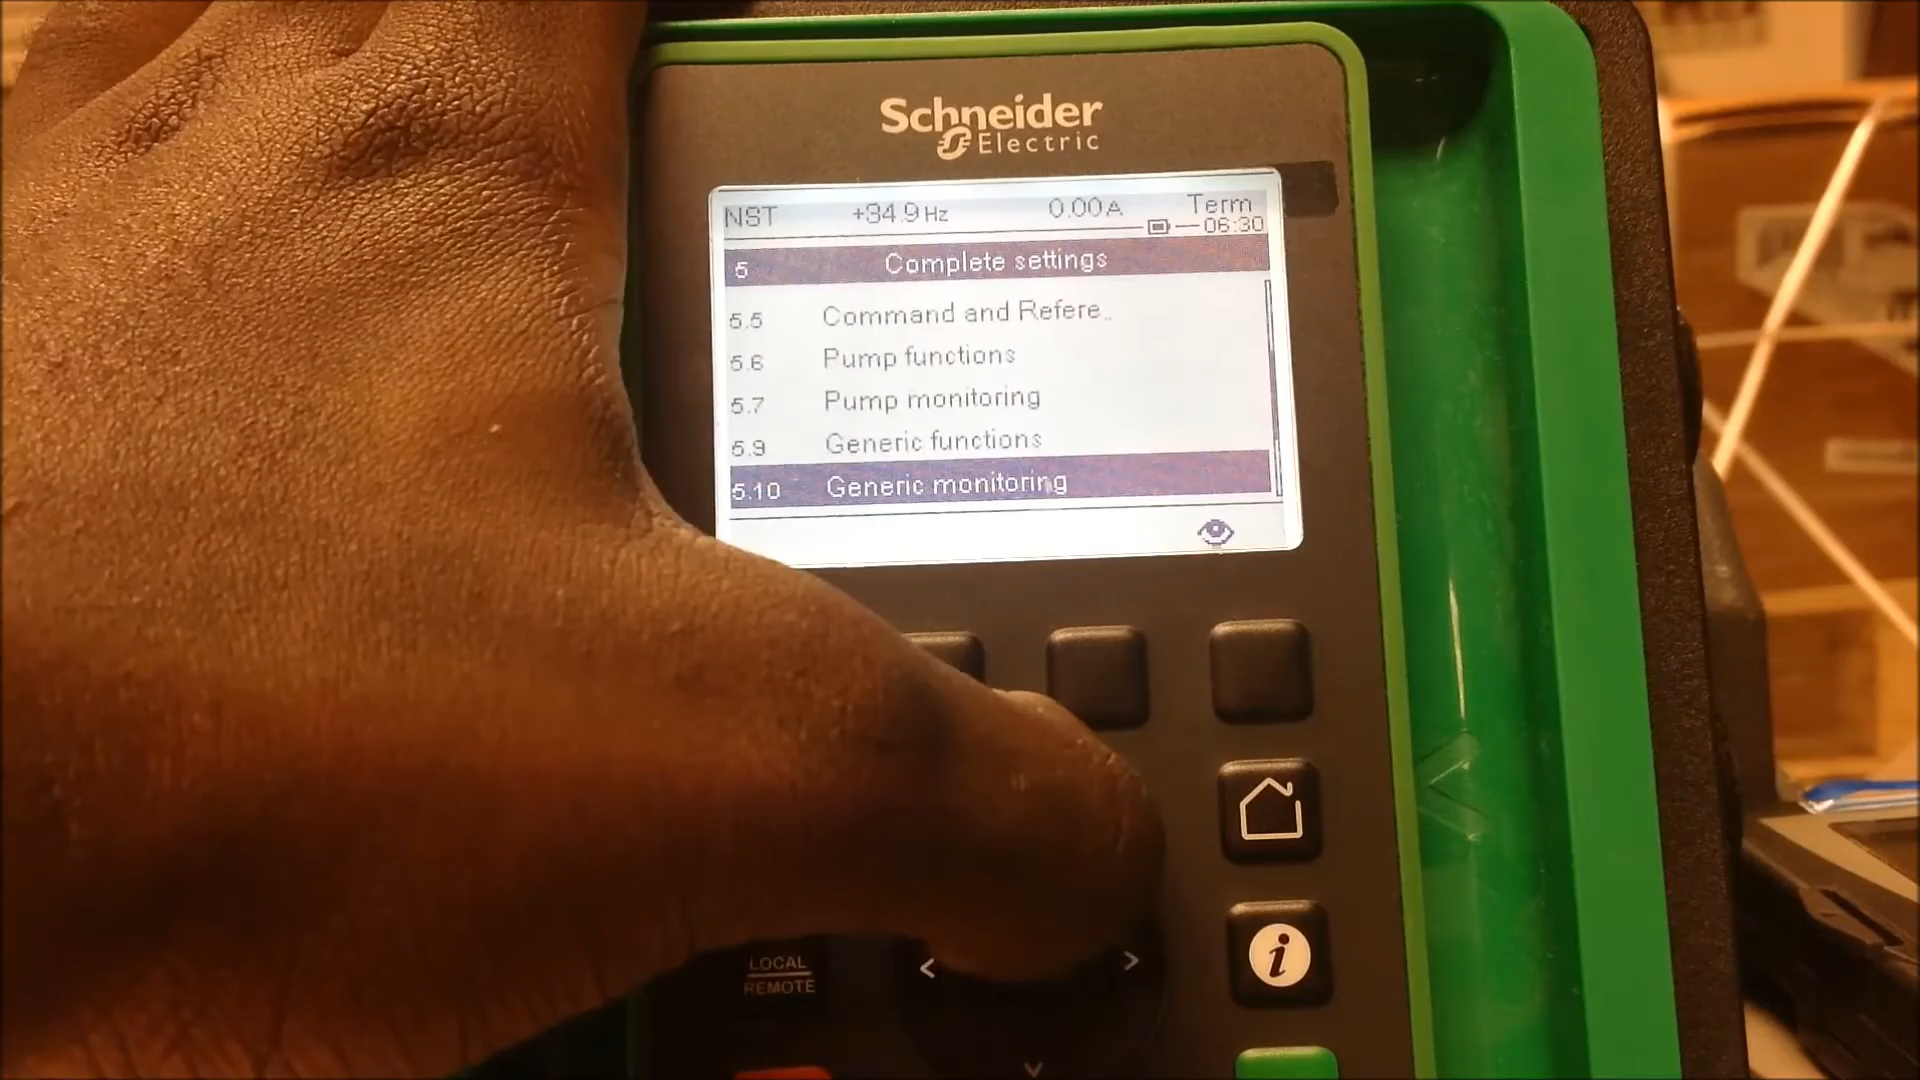 Schneider
Electric
NST +34.9 Hz 0.00A Term
06:30
5 Complete settings
5.5 Command and Refere..
5.6 Pump functions
5.7 Pump monitoring
5.9 Generic functions
5.10 Generic monitoring
LOCAL
REMOTE
i